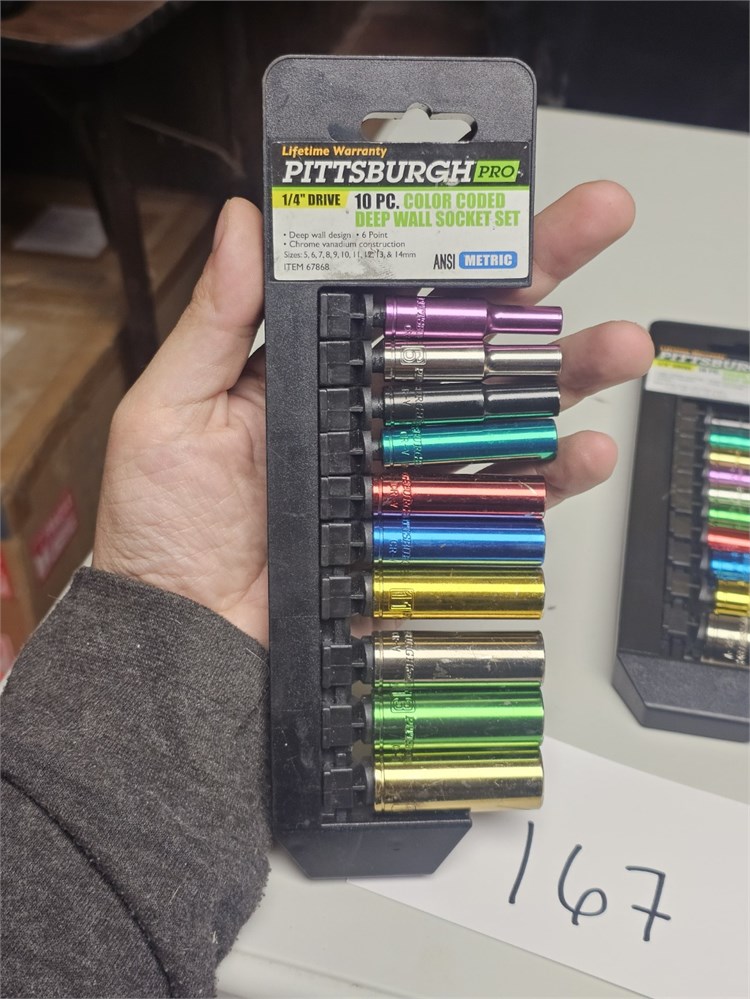 Lifetime Warranty
PITTSBURGH PRO
1/4" DRIVE
10 PC. COLOR CODED
DEEP WALL SOCKET SET
• Deep wall design • 6 Point
• Chrome vanadium construction
Sizes: 5, 6, 7, 8, 9, 10, 11, 12, 13, & 14mm
ITEM 67868
ANSI METRIC
11
PITTSBURGH
167